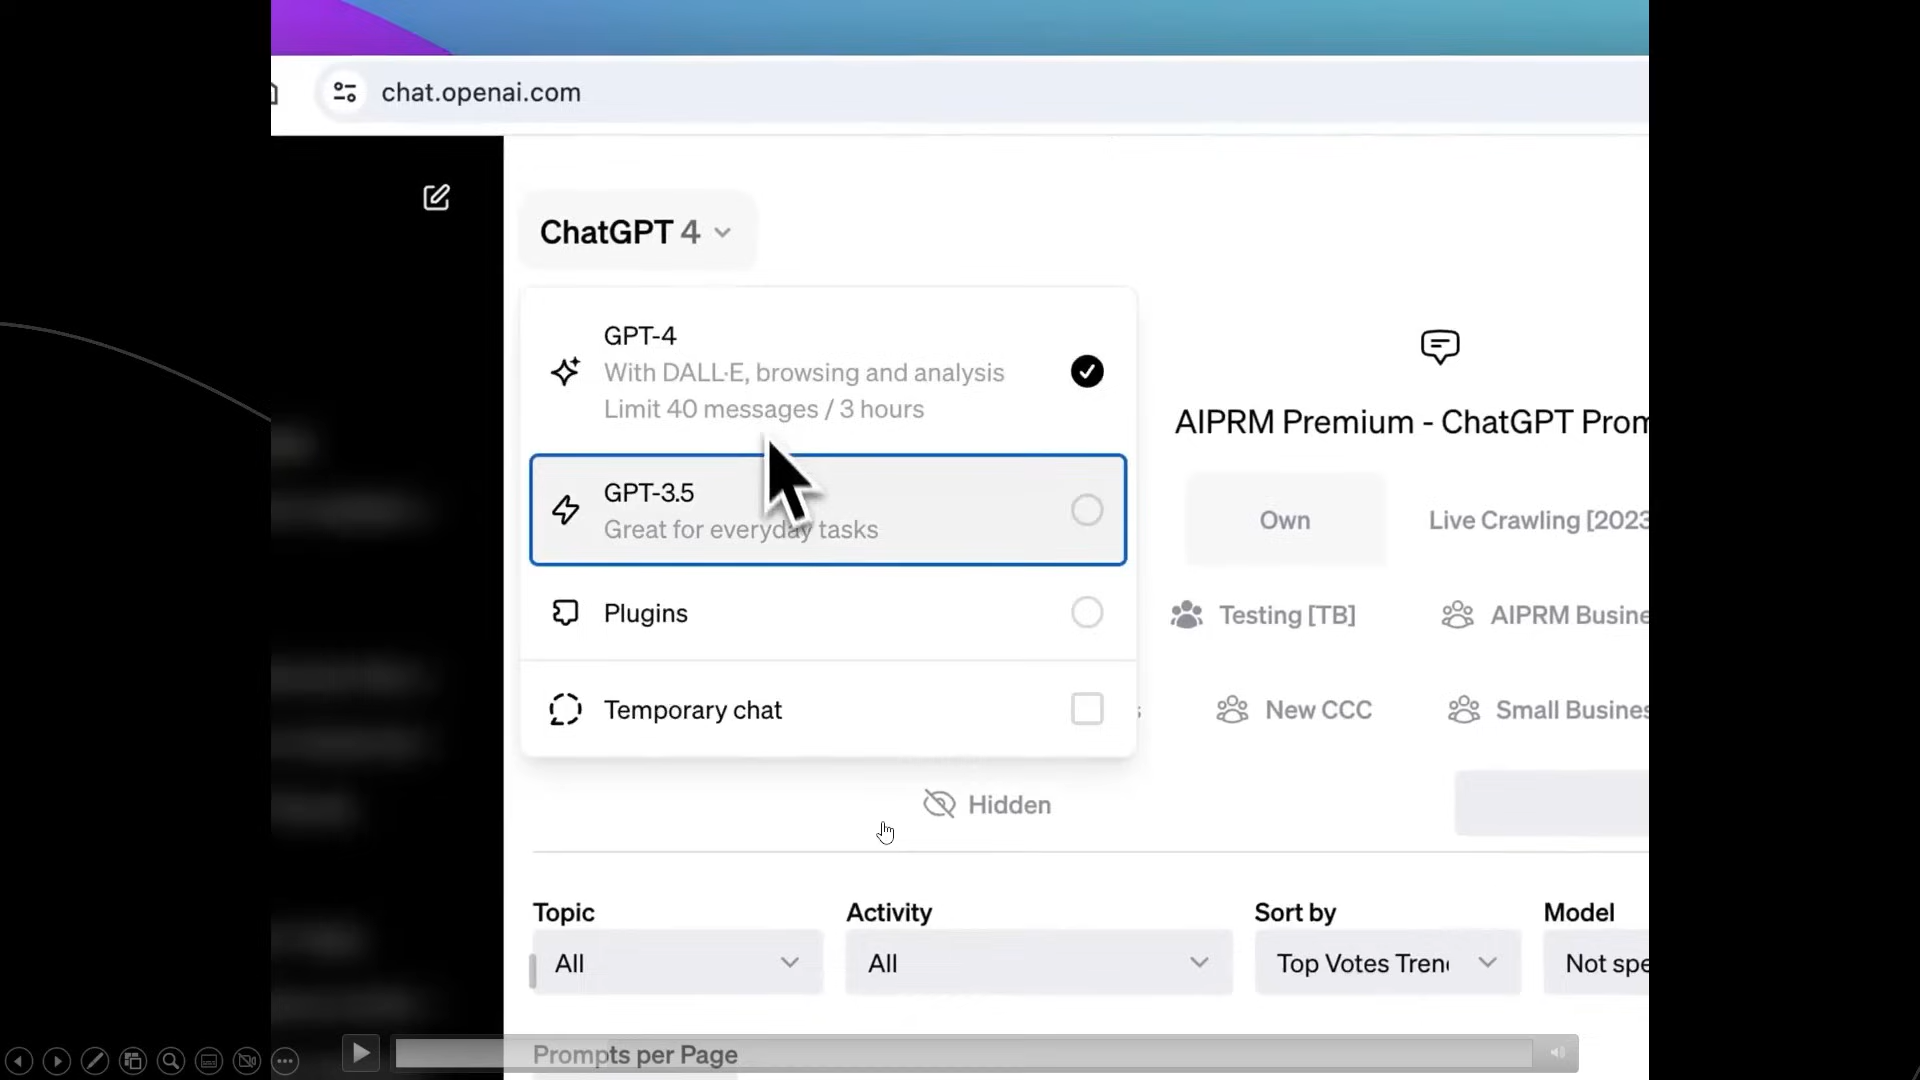 chat.openai.com
ChatGPT 4
GPT-4
With DALL·E, browsing and analysis
Limit 40 messages / 3 hours
GPT-3.5
Great for everyday tasks
Plugins
Temporary chat
AIPRM Premium - ChatGPT Prom
Own
Live Crawling [2023
Testing [TB]
AIPRM Busine
s
New CCC
Small Busines
Hidden
Topic
Activity
Sort by
Model
All
All
Top Votes Tren
Not spe
Prompts per Page